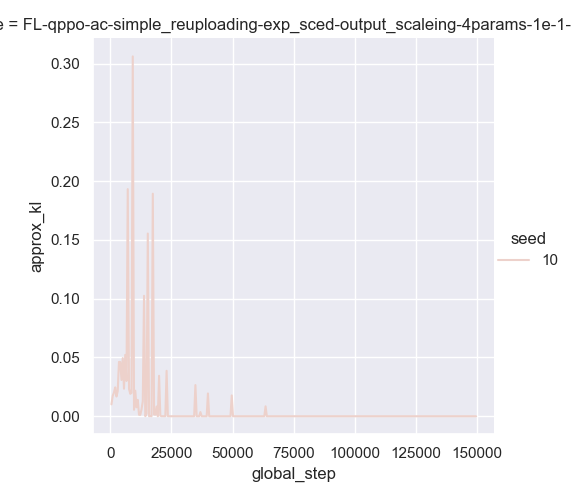 e = FL-qppo-ac-simple_reuploading-exp_sced-output_scaleing-4params-1e-1-
0.30
0.25
0.20
0.15
0.10
0.05
0.00
approx_kl
0 25000 50000 75000 100000 125000 150000
global_step
seed
10